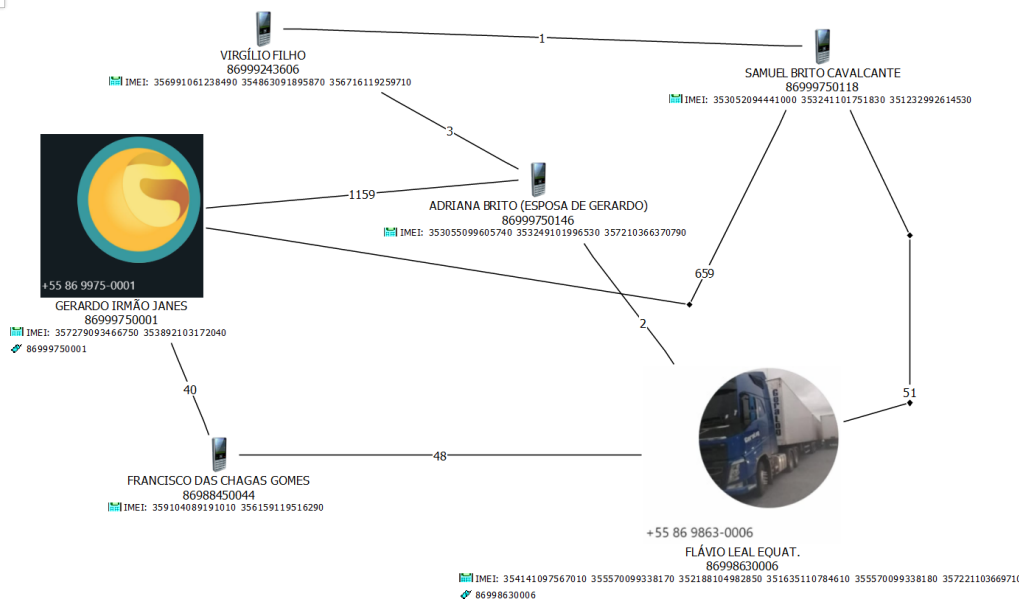 1
VIRGÍLIO FILHO
86999243606
IMEI: 356991061238490 354863091895870 356716119259710
SAMUEL BRITO CAVALCANTE
86999750118
IMEI: 353052094441000 353241101751830 351232992614530
3
1159
ADRIANA BRITO (ESPOSA DE GERARDO)
86999750146
IMEI: 353055099605740 353249101996530 357210366370790
+55 86 9975-0001
GERARDO IRMÃO JANES
86999750001
IMEI: 357279093466750 353892103172040
86999750001
659
2
40
51
48
FRANCISCO DAS CHAGAS GOMES
86988450044
IMEI: 359104089191010 356159119516290
+55 86 9863-0006
FLÁVIO LEAL EQUAT.
86998630006
IMEI: 354141097567010 355570099338170 352188104982850 351635110784610 355570099338180 357221103669710
86998630006